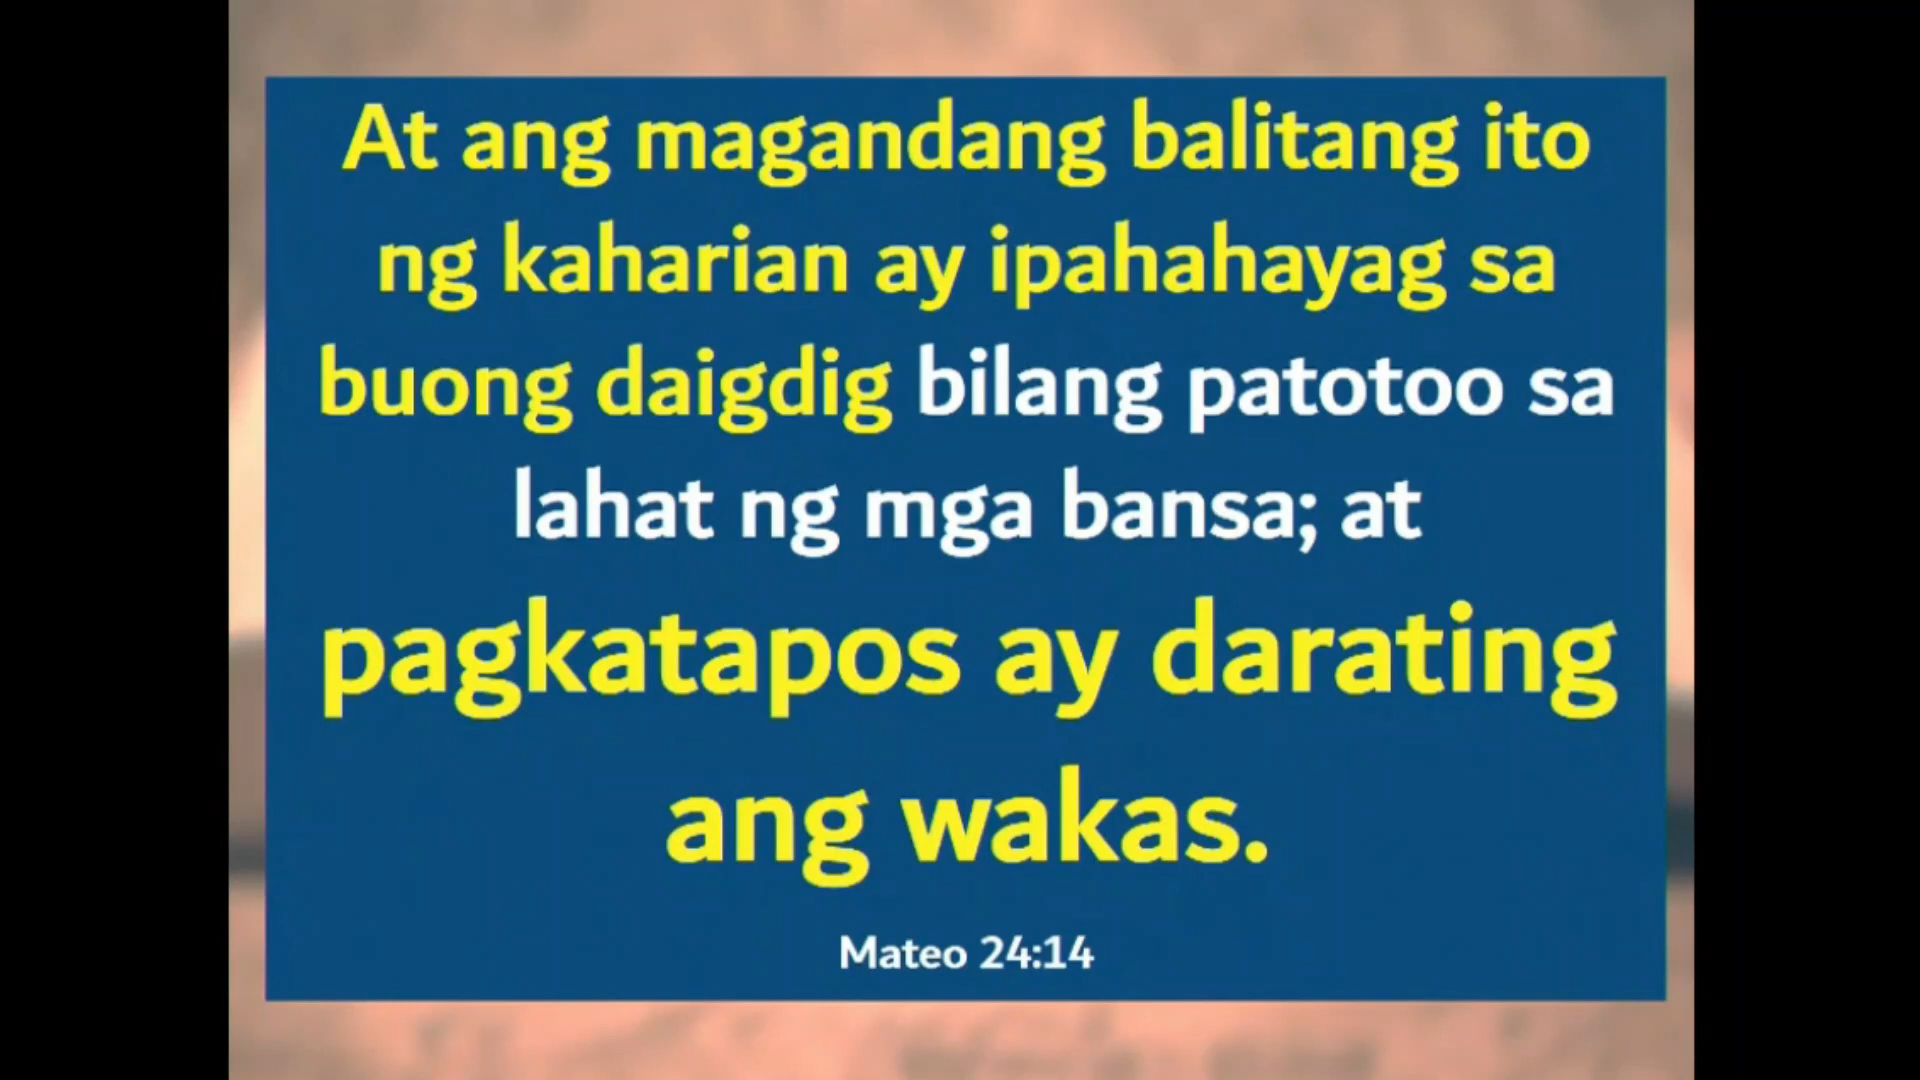 At ang magandang balitang ito
ng kaharian ay ipahahayag sa
buong daigdig bilang patotoo sa
lahat ng mga bansa; at
pagkatapos ay darating
ang wakas.
Mateo 24:14